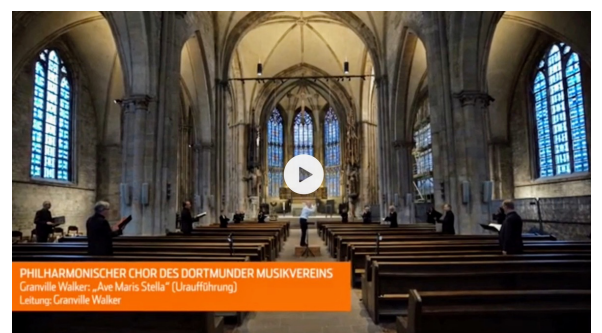 PHILHARMONISCHER CHOR DES DORTMUNDER MUSIKVEREINS
Granville Walker: „Ave Maris Stella“ (Uraufführung)
Leitung: Granville Walker